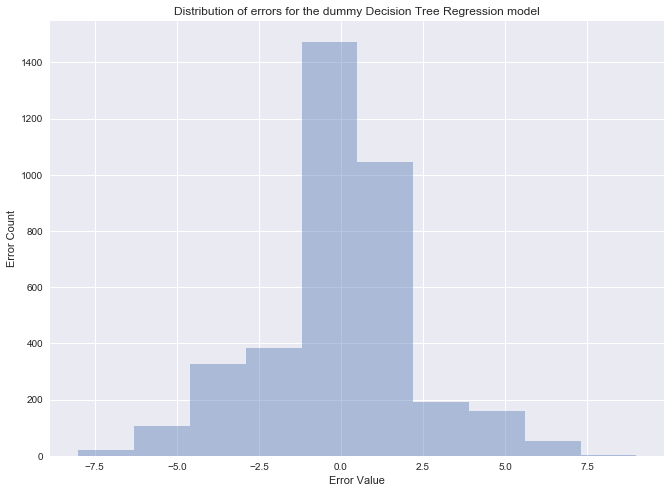 Distribution of errors for the dummy Decision Tree Regression model
Error Count
1400
1200
1000
800
600
400
200
0
−7.5 −5.0 −2.5 0.0 2.5 5.0 7.5
Error Value